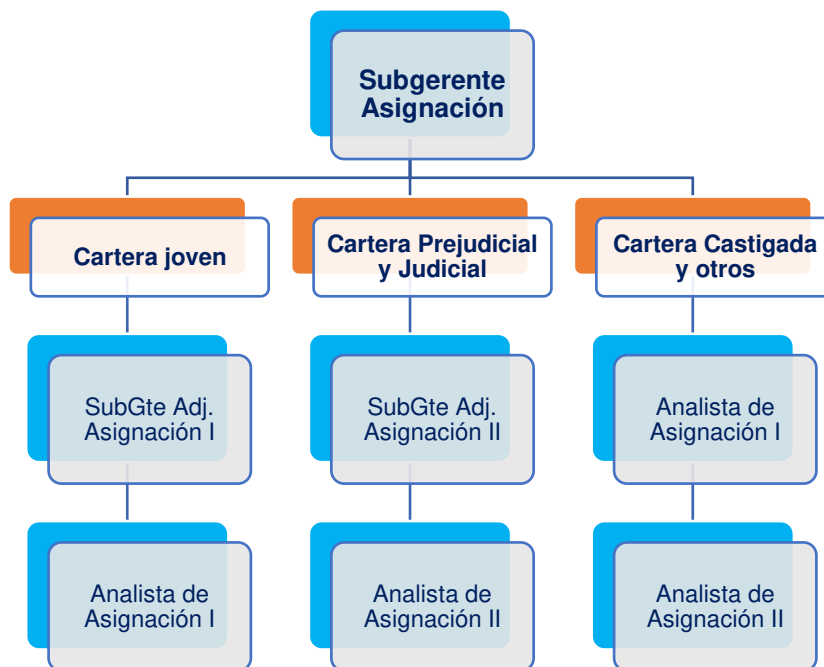 Subgerente
Asignación
Cartera joven
Cartera Prejudicial
y Judicial
Cartera Castigada
y otros
SubGte Adj.
Asignación I
SubGte Adj.
Asignación II
Analista de
Asignación I
Analista de
Asignación I
Analista de
Asignación II
Analista de
Asignación II